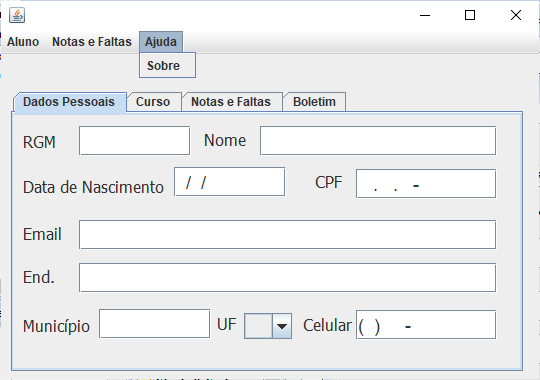 Aluno Notas e Faltas Ajuda
Sobre
Dados Pessoais Curso Notas e Faltas Boletim
RGM Nome
Data de Nascimento / / CPF . . -
Email
End.
Município UF Celular ( ) -